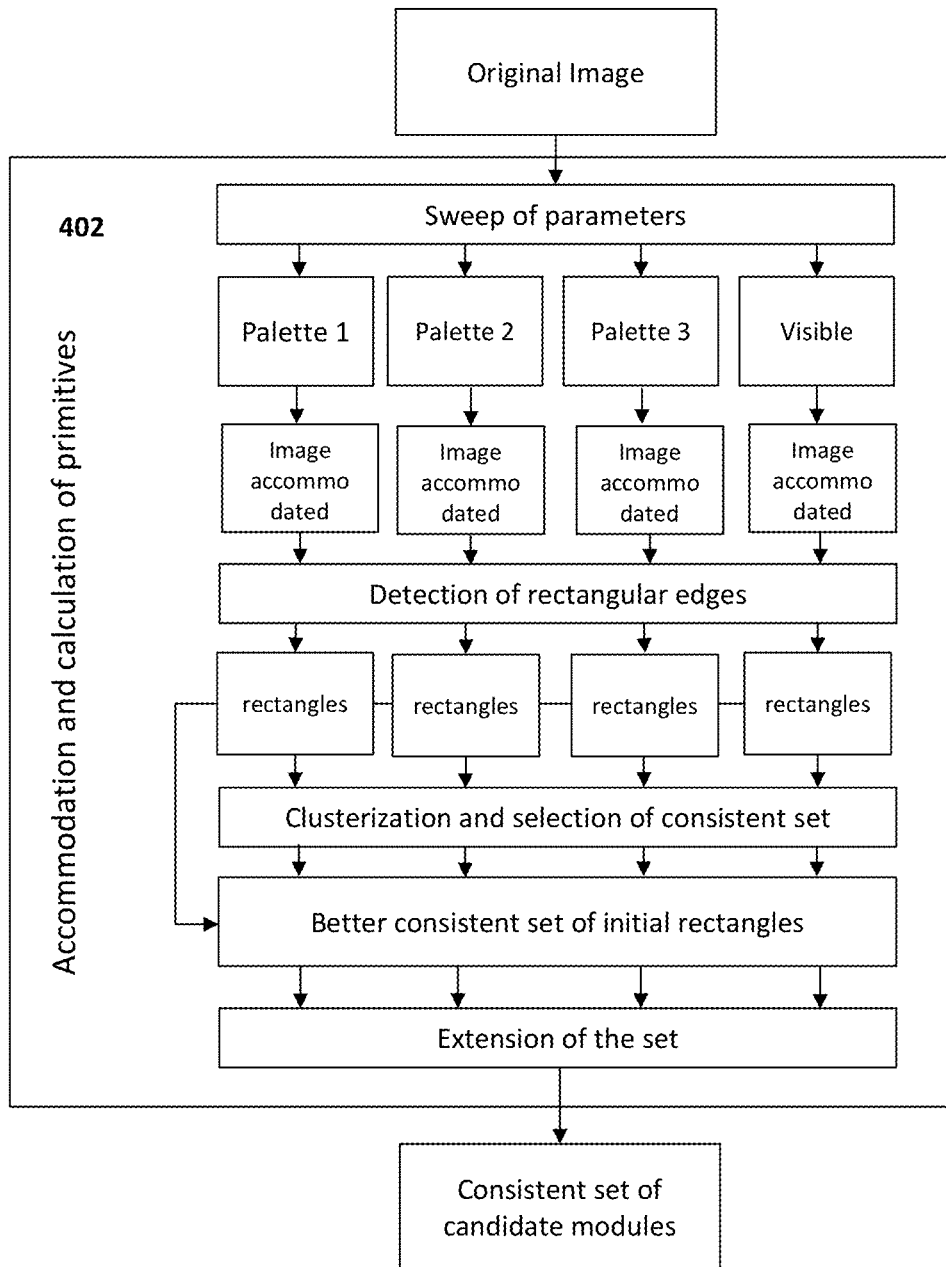 Original Image
402
Accommodation and calculation of primitives
Sweep of parameters
Palette 1
Palette 2
Palette 3
Visible
Image
accommo
dated
Image
accommo
dated
Image
accommo
dated
Image
accommo
dated
Detection of rectangular edges
rectangles
rectangles
rectangles
rectangles
Clusterization and selection of consistent set
Better consistent set of initial rectangles
Extension of the set
Consistent set of
candidate modules